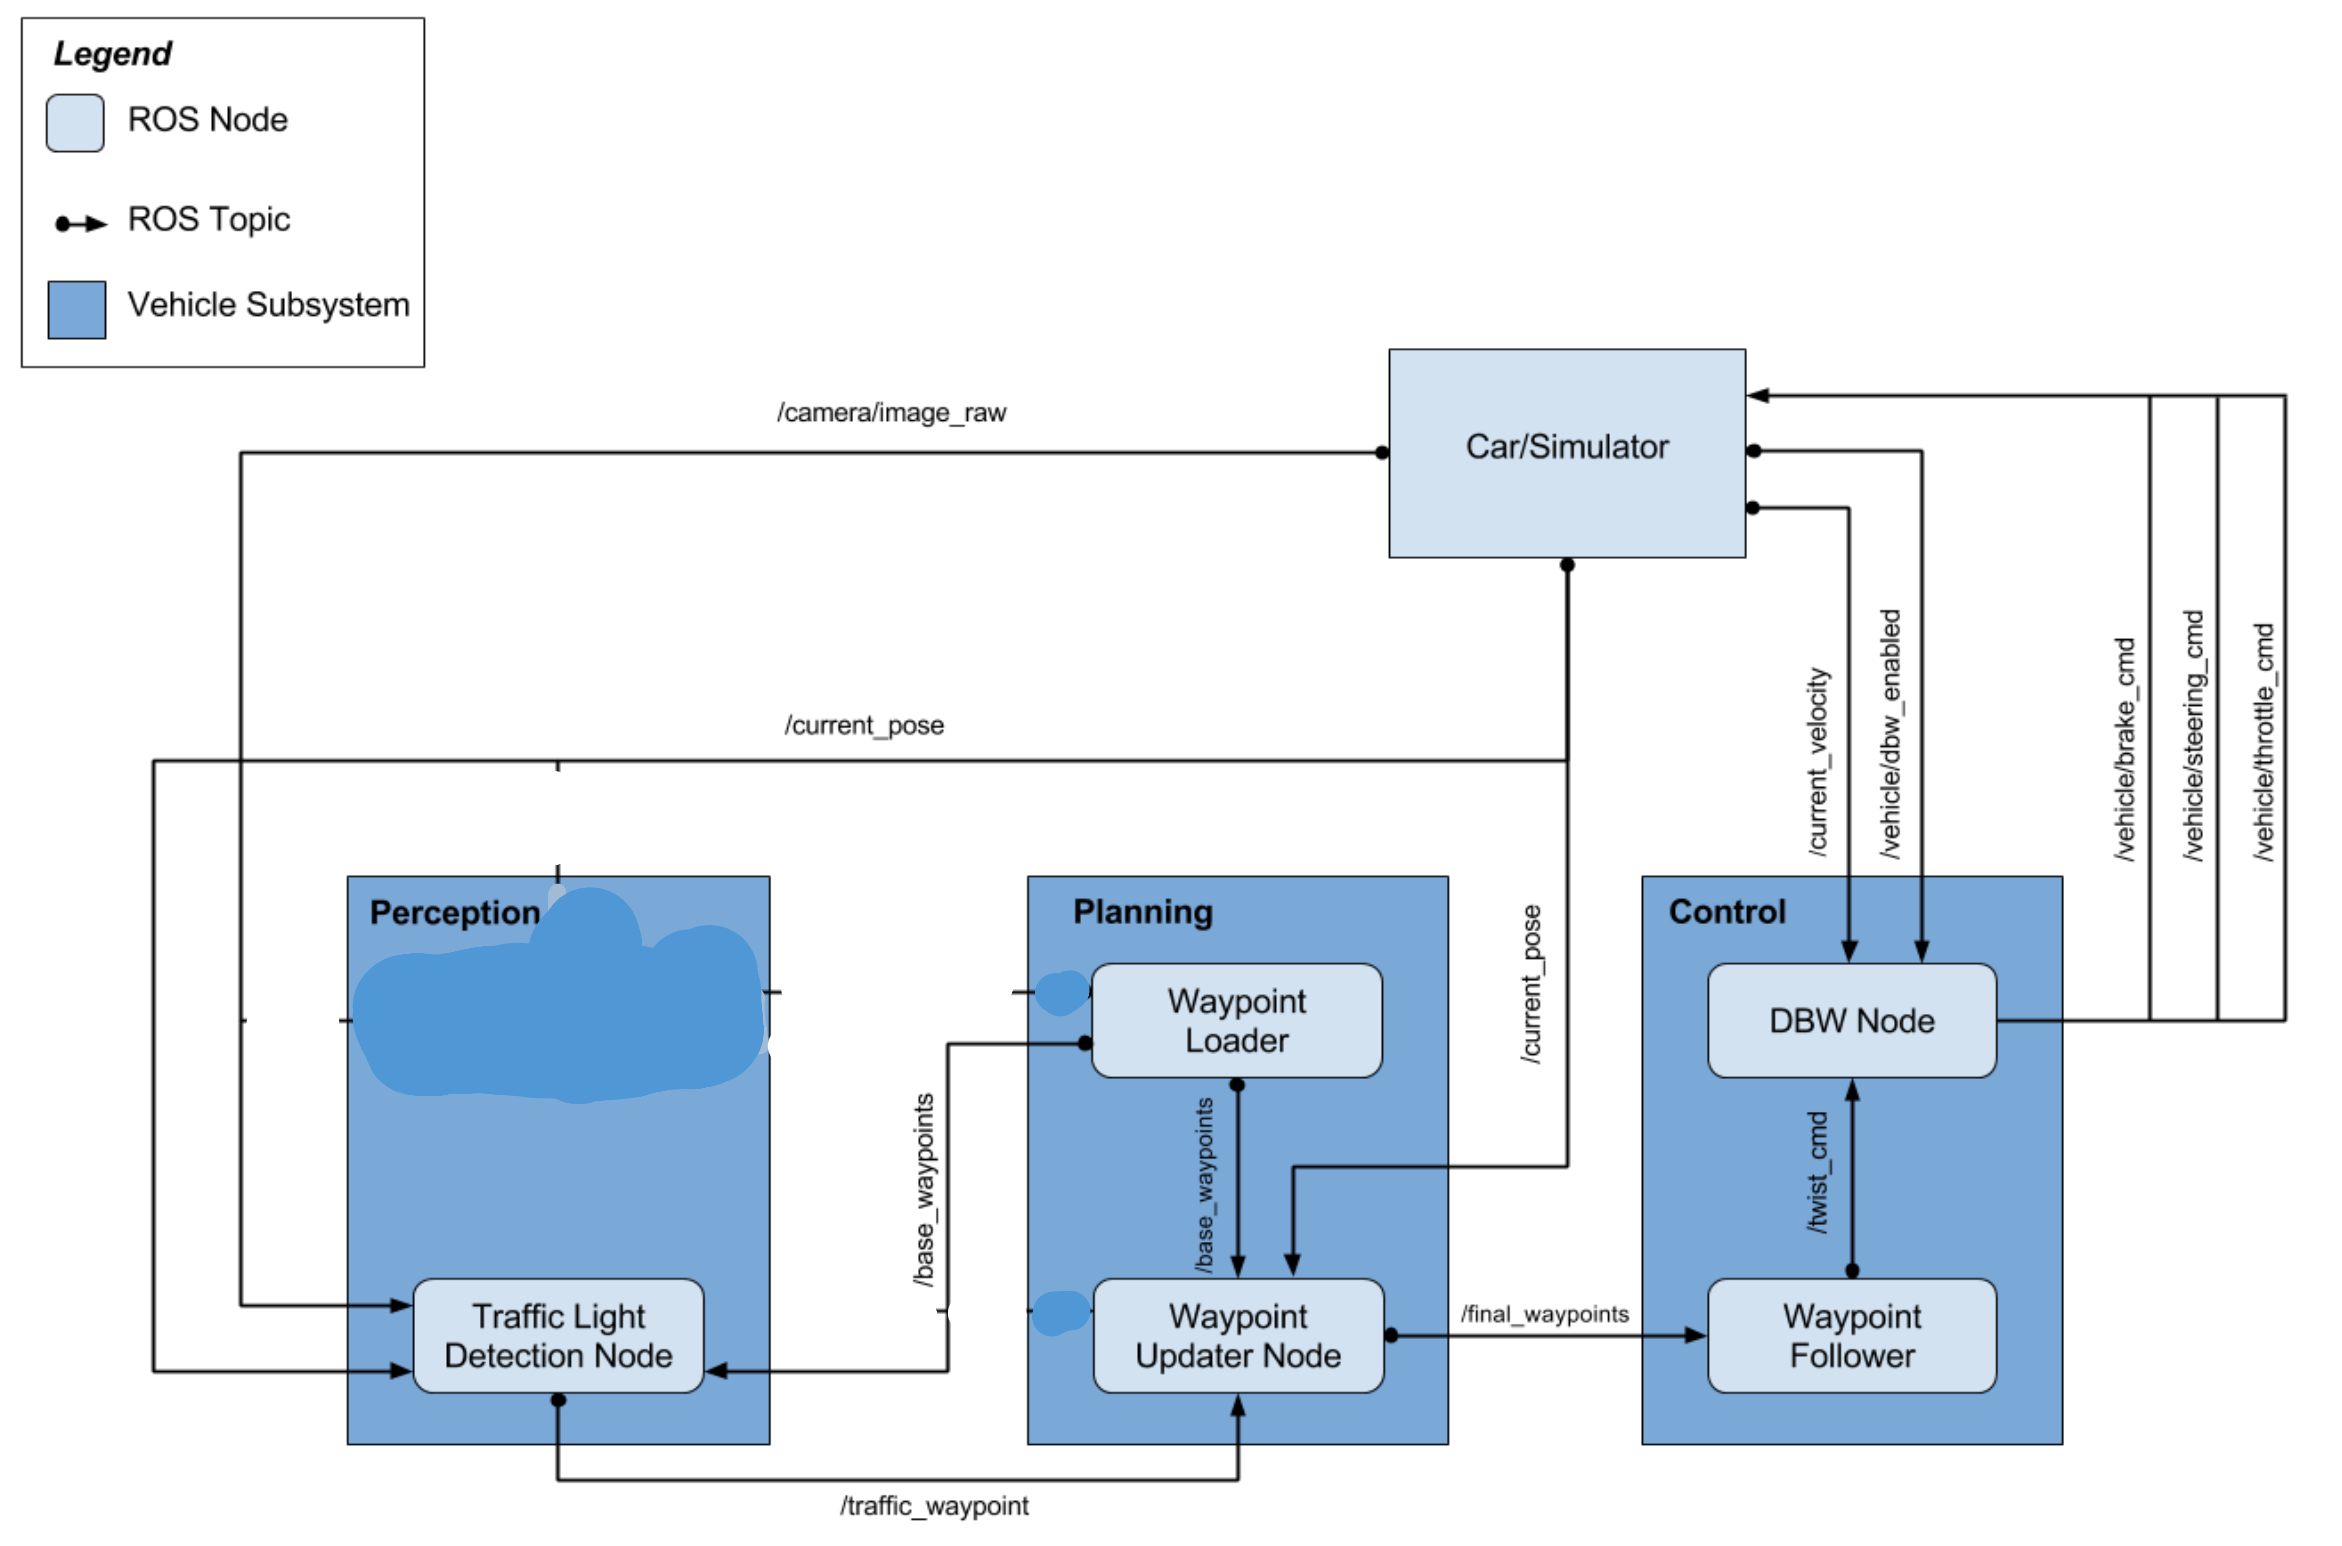 Legend
ROS Node
ROS Topic
Vehicle Subsystem
/camera/image_raw
Car/Simulator
/current_pose
/current_velocity
/vehicle/dbw_enabled
/vehicle/brake_cmd
/vehicle/steering_cmd
/vehicle/throttle_cmd
Perception
Planning
Control
/current_pose
Waypoint
Loader
DBW Node
/base_waypoints
/base_waypoints
/twist_cmd
Traffic Light
Detection Node
Waypoint
Updater Node
/final_waypoints
Waypoint
Follower
/traffic_waypoint